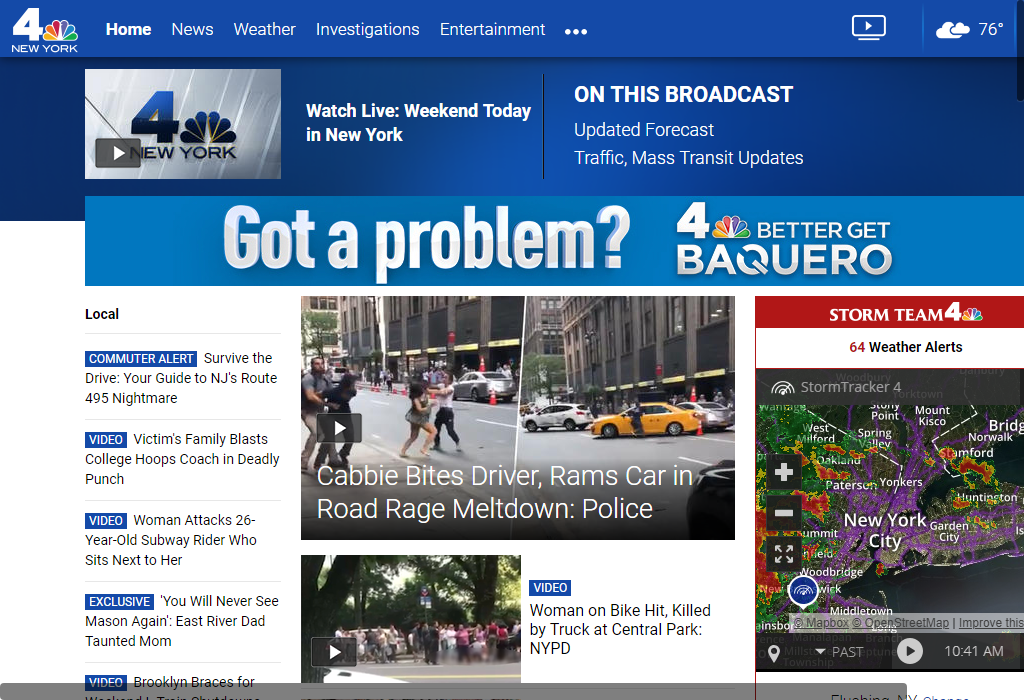 4
NEW YORK
Home News Weather Investigations Entertainment •••
76°
4
NEW YORK
Watch Live: Weekend Today
in New York
ON THIS BROADCAST
Updated Forecast
Traffic, Mass Transit Updates
Got a problem?
4 BETTER GET
BAQUERO
Local
COMMUTER ALERT Survive the
Drive: Your Guide to NJ's Route
495 Nightmare
VIDEO Victim's Family Blasts
College Hoops Coach in Deadly
Punch
VIDEO Woman Attacks 26-
Year-Old Subway Rider Who
Sits Next to Her
EXCLUSIVE 'You Will Never See
Mason Again': East River Dad
Taunted Mom
VIDEO Brooklyn Braces for
Cabbie Bites Driver, Rams Car in
Road Rage Meltdown: Police
VIDEO
Woman on Bike Hit, Killed
by Truck at Central Park:
NYPD
STORM TEAM 4
64 Weather Alerts
StormTracker 4
Stony
Point
Mount
Kisco
West
Milford
Spring
Valley
Norwalk
Stamford
Oakland
Paterson
Yonkers
Huntington
New York
City
Garden
City
Woodbridge
Middletown
© Mapbox © OpenStreetMap | Improve this
PAST
10:41 AM